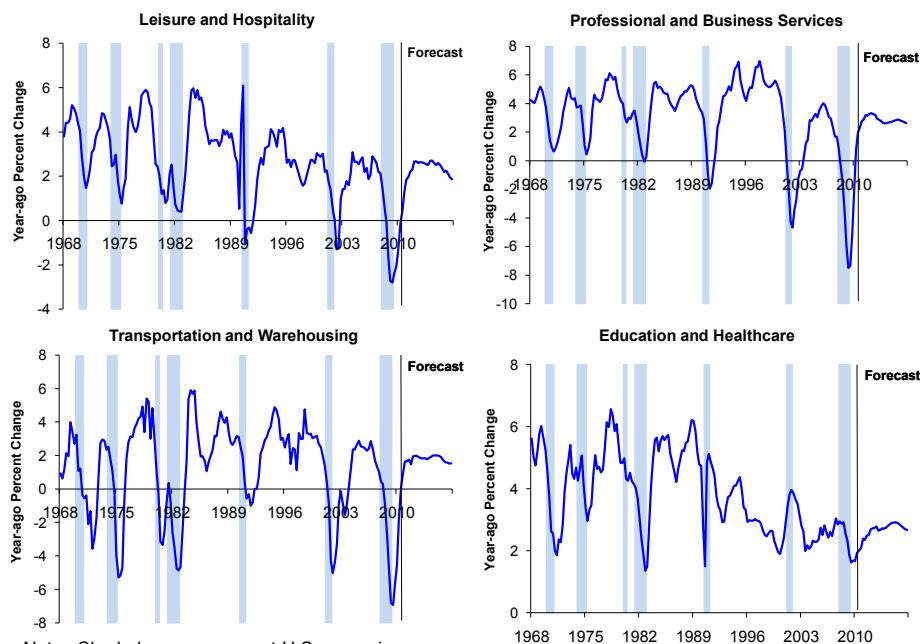 Leisure and Hospitality
Year-ago Percent Change
8
6
4
2
0
-2
-4
1968 1975 1982 1989 1996 2003 2010
Forecast
Professional and Business Services
Year-ago Percent Change
8
6
4
2
0
-2
-4
-6
-8
-10
1968 1975 1982 1989 1996 2003 2010
Forecast
Transportation and Warehousing
Year-ago Percent Change
8
6
4
2
0
-2
-4
-6
-8
1968 1975 1982 1989 1996 2003 2010
Forecast
Education and Healthcare
Year-ago Percent Change
8
6
4
2
0
1968 1975 1982 1989 1996 2003 2010
Forecast